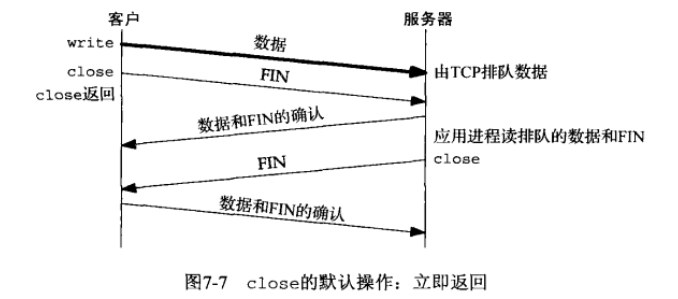 客户
服务器
write
数据
由TCP排队数据
close
FIN
close返回
数据和FIN的确认
应用进程读排队的数据和FIN
close
FIN
数据和FIN的确认
图7-7 close的默认操作：立即返回